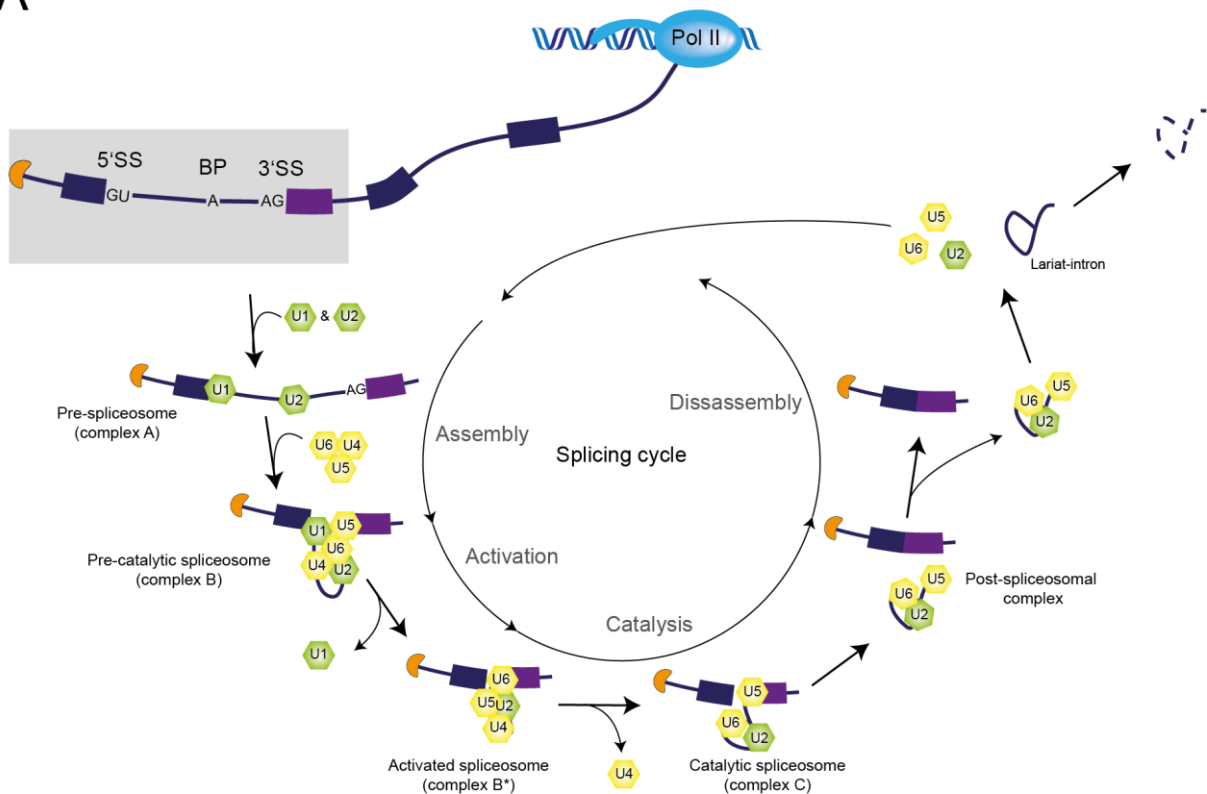 A
Pol II
5‘SS
BP
3‘SS
GU
A
AG
U5
U6
U2
Lariat-intron
U1 & U2
U1
U2
AG
Pre-spliceosome
(complex A)
U6
U4
U5
Assembly
Splicing cycle
Dissassembly
U6
U5
U2
U1
U5
U6
U4
U2
Pre-catalytic spliceosome
(complex B)
Activation
Catalysis
U5
U6
U2
Post-spliceosomal
complex
U1
U6
U5
U2
U4
Activated spliceosome
(complex B*)
U4
U5
U6
U2
Catalytic spliceosome
(complex C)